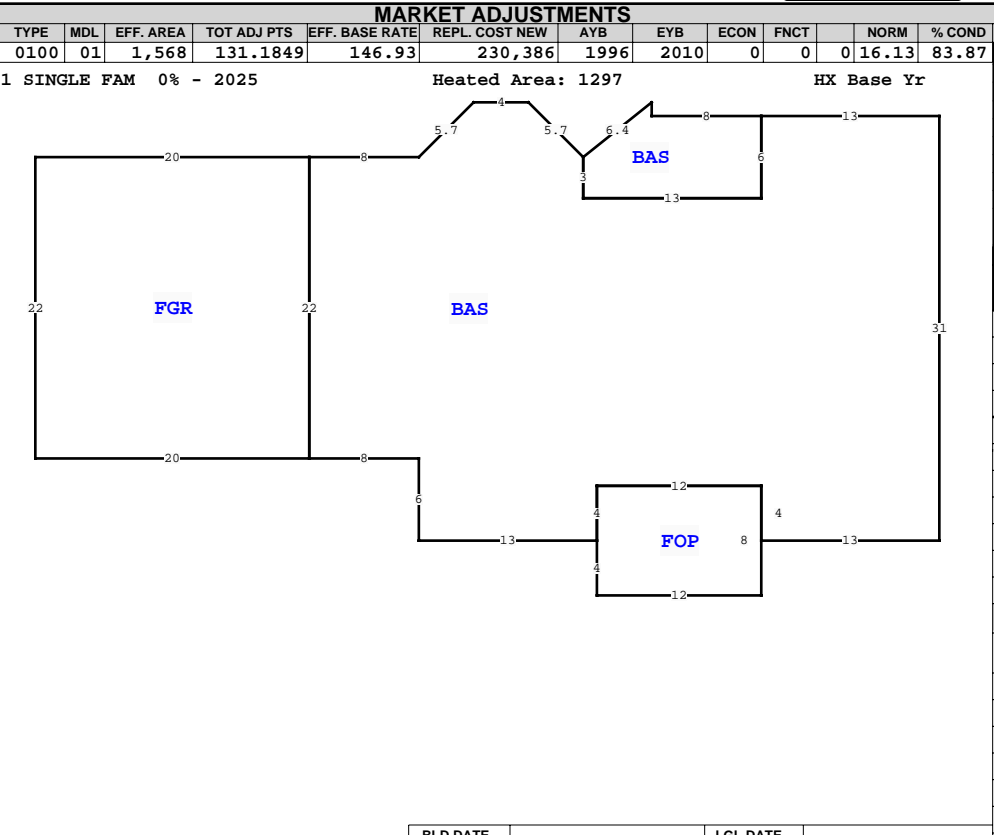 MARKET ADJUSTMENTS
TYPE MDL EFF. AREA TOT ADJ PTS EFF. BASE RATE REPL. COST NEW AYB EYB ECON FNCT NORM % COND
0100 01 1,568 131.1849 146.93 230,386 1996 2010 0 0 0 16.13 83.87
1 SINGLE FAM 0% - 2025 Heated Area: 1297 HX Base Yr
4
8 13
5.7 5.7 6.4
20 8 BAS 6
3
13
22 FGR 22 BAS
31
20 8
12
6
4 4
13 FOP 8 13
4
12
BLD DATE LGL DATE